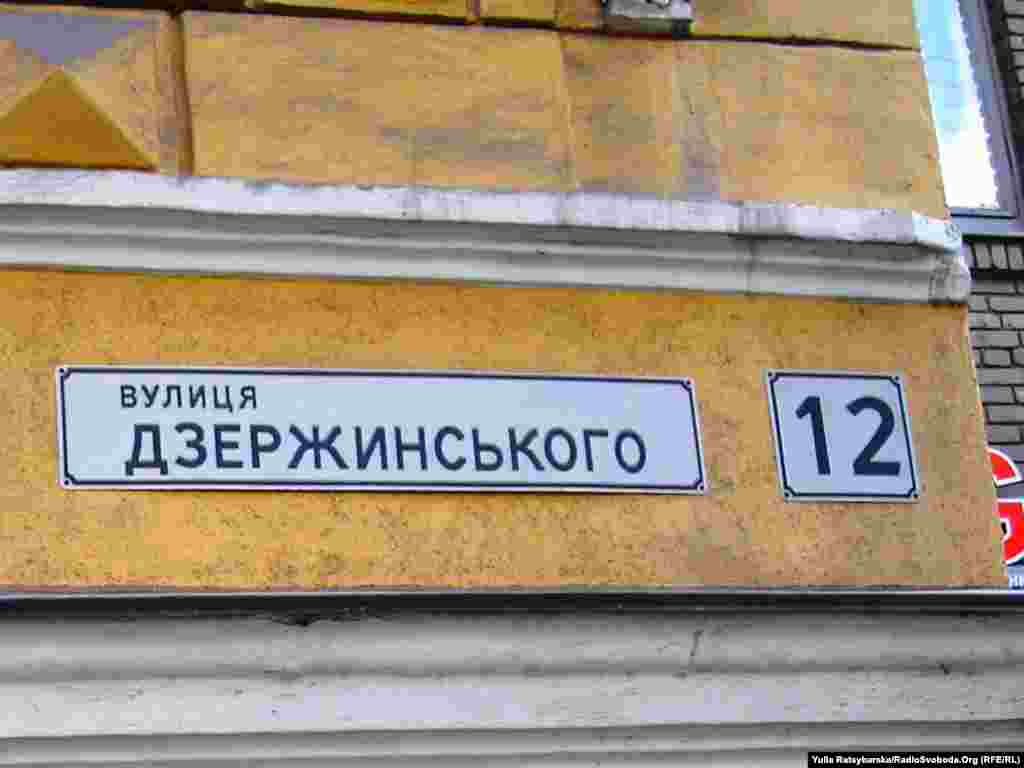 ВУЛИЦЯ
ДЗЕРЖИНСЬКОГО
12
Yulia Ratsybarska/RadioSvoboda.Org (RFE/RL)